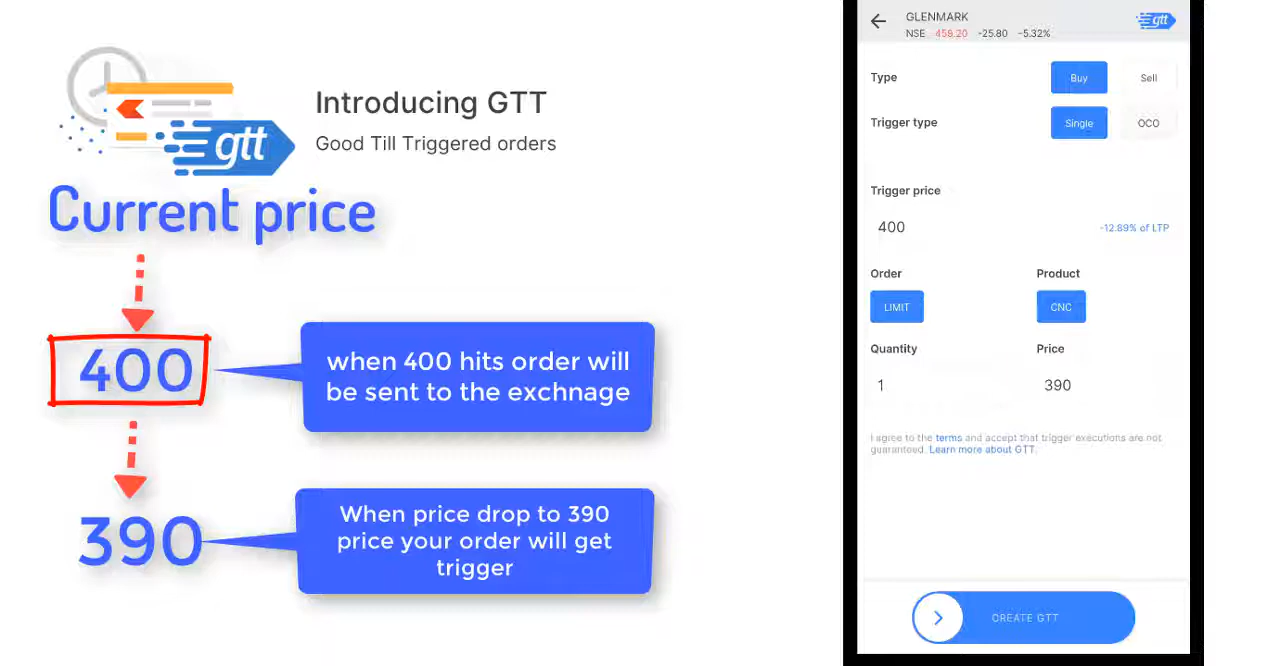 Introducing GTT
Good Till Triggered orders
gtt
Current price
400
when 400 hits order will
be sent to the exchnage
390
When price drop to 390
price your order will get
trigger
GLENMARK
gtt
NSE 459.20 -25.80 -5.32%
Type Buy Sell
Trigger type Single OCO
Trigger price
400 -12.89% of LTP
Order Product
LIMIT CNC
Quantity Price
1 390
I agree to the terms and accept that trigger executions are not
guaranteed. Learn more about GTT.
CREATE GTT